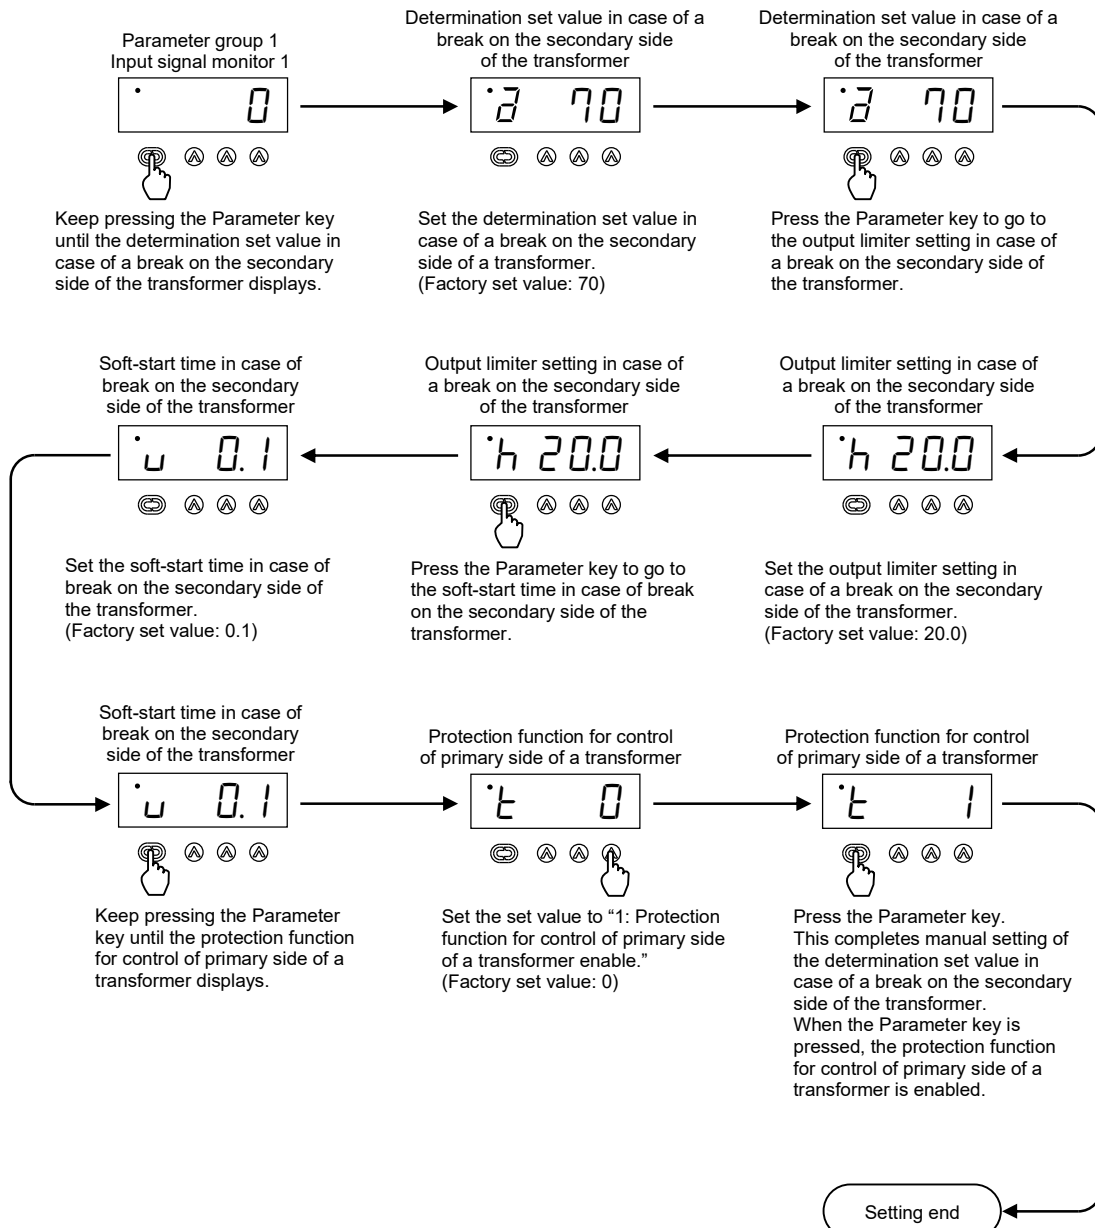 Parameter group 1
Input signal monitor 1
0
Keep pressing the Parameter key
until the determination set value in
case of a break on the secondary
side of the transformer displays.
Determination set value in case of a
break on the secondary side
of the transformer
a 70
Set the determination set value in
case of a break on the secondary
side of a transformer.
(Factory set value: 70)
Determination set value in case of a
break on the secondary side
of the transformer
a 70
Press the Parameter key to go to
the output limiter setting in case of
a break on the secondary side of
the transformer.
Soft-start time in case of
break on the secondary
side of the transformer
u 0.1
Set the soft-start time in case of
break on the secondary side of
the transformer.
(Factory set value: 0.1)
Output limiter setting in case of
a break on the secondary side
of the transformer
h 20.0
Press the Parameter key to go to
the soft-start time in case of break
on the secondary side of the
transformer.
Output limiter setting in case of
a break on the secondary side
of the transformer
h 20.0
Set the output limiter setting in
case of a break on the secondary
side of a transformer.
(Factory set value: 20.0)
Soft-start time in case of
break on the secondary
side of the transformer
u 0.1
Keep pressing the Parameter
key until the protection function
for control of primary side of a
transformer displays.
Protection function for control
of primary side of a transformer
t 0
Set the set value to “1: Protection
function for control of primary side
of a transformer enable.”
(Factory set value: 0)
Protection function for control
of primary side of a transformer
t 1
Press the Parameter key.
This completes manual setting of
the determination set value in
case of a break on the secondary
side of the transformer.
When the Parameter key is
pressed, the protection function
for control of primary side of a
transformer is enabled.
Setting end